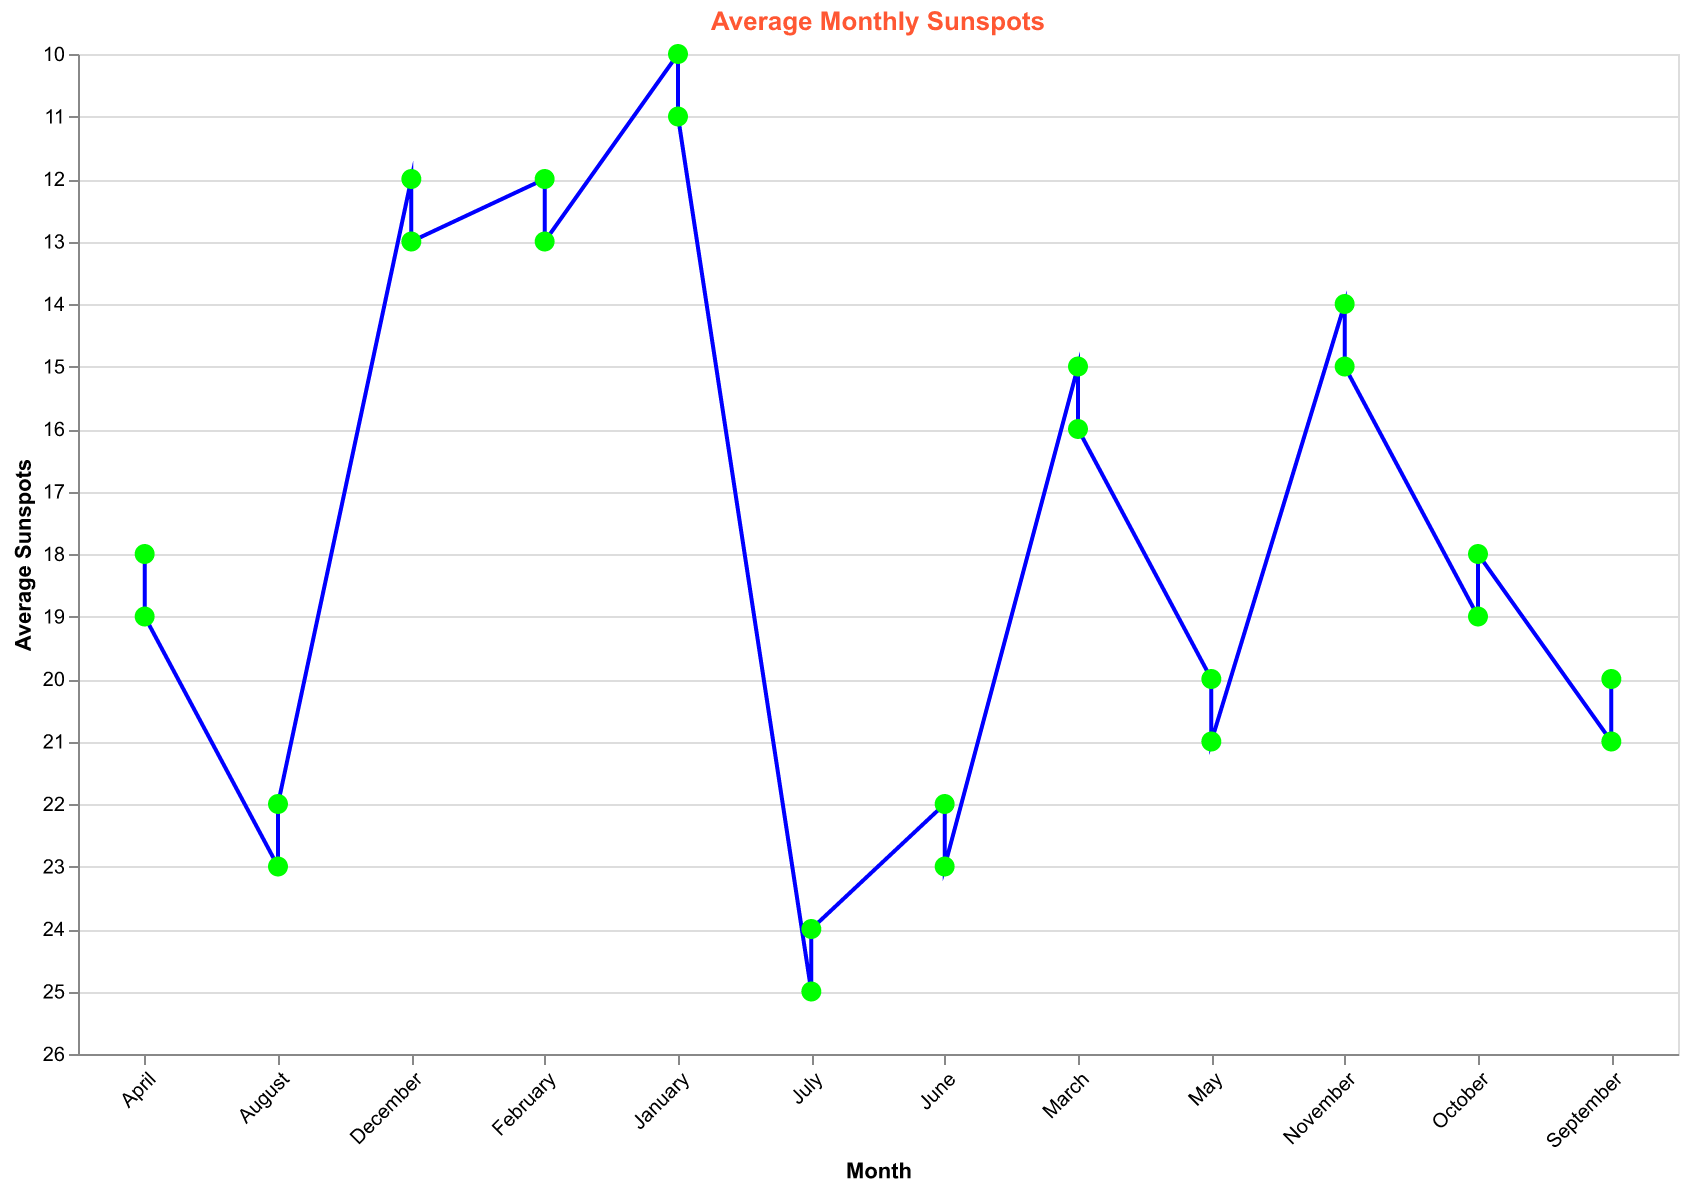 Average Monthly Sunspots
10
11
12
13
14
15
16
17
18
19
20
21
22
23
24
25
26
Average Sunspots
April
August
December
February
January
July
June
March
May
November
October
September
Month